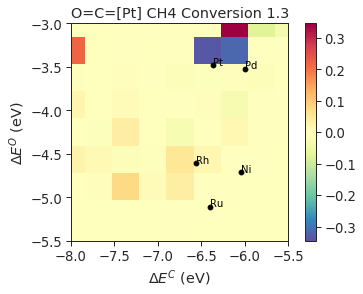 O=C=[Pt] CH4 Conversion 1.3
−3.0
−3.5
−4.0
−4.5
−5.0
−5.5
ΔE^O (eV)
Pt
Pd
Rh
Ni
Ru
−8.0 −7.5 −7.0 −6.5 −6.0 −5.5
ΔE^C (eV)
0.3
0.2
0.1
0.0
−0.1
−0.2
−0.3